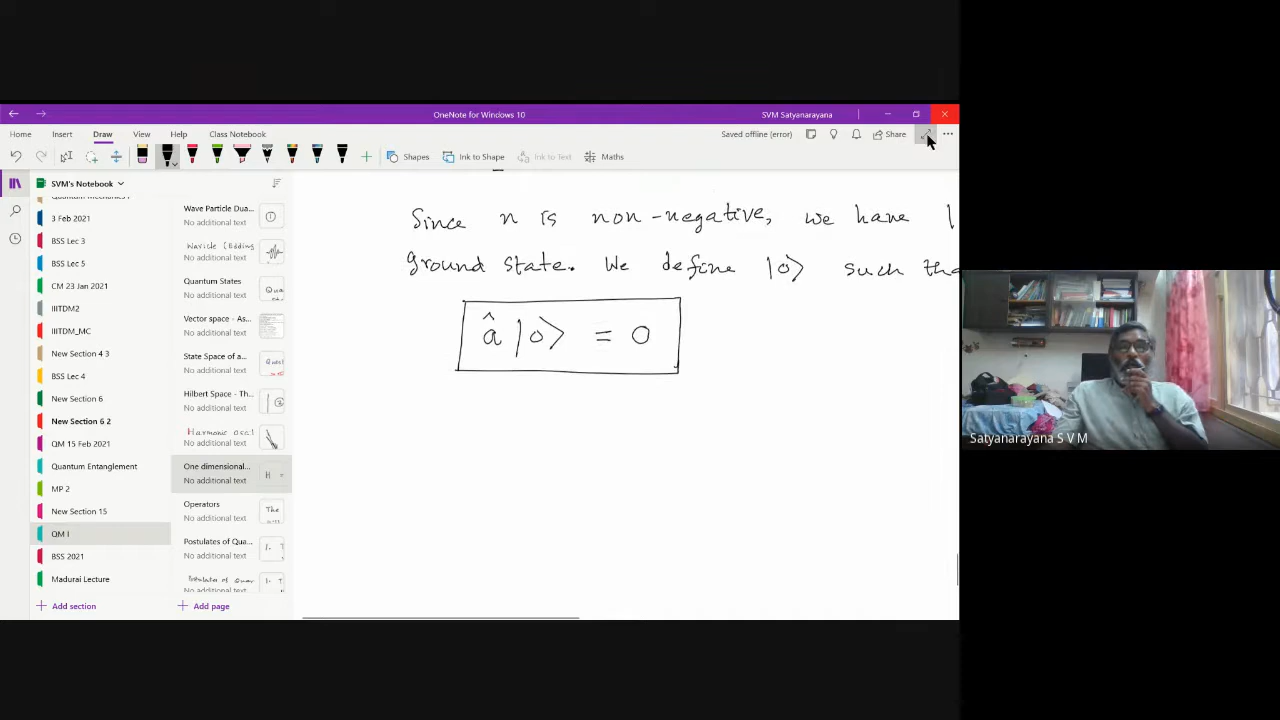 OneNote for Windows 10
SVM Satyanarayana
Home Insert Draw View Help Class Notebook
Saved offline (error)
Share
Shapes
Ink to Shape
Ink to Text
Maths
SVM's Notebook
3 Feb 2021
BSS Lec 3
BSS Lec 5
CM 23 Jan 2021
IIITDM2
IIITDM_MC
New Section 4 3
BSS Lec 4
New Section 6
New Section 6 2
QM 15 Feb 2021
Quantum Entanglement
MP 2
New Section 15
QM I
BSS 2021
Madurai Lecture
Add section
Wave Particle Dua...
No additional text
No additional text
Quantum States
No additional text
Vector space - As...
No additional text
State Space of a...
No additional text
Hilbert Space - Th...
No additional text
Harmonic oscil
No additional text
One dimensional...
No additional text
Operators
No additional text
Postulates of Qua...
No additional text
No additional text
Add page
Since n is non-negative, we have |
ground state. We define |0⟩ such tha
â |0⟩ = 0
Satyanarayana S V M